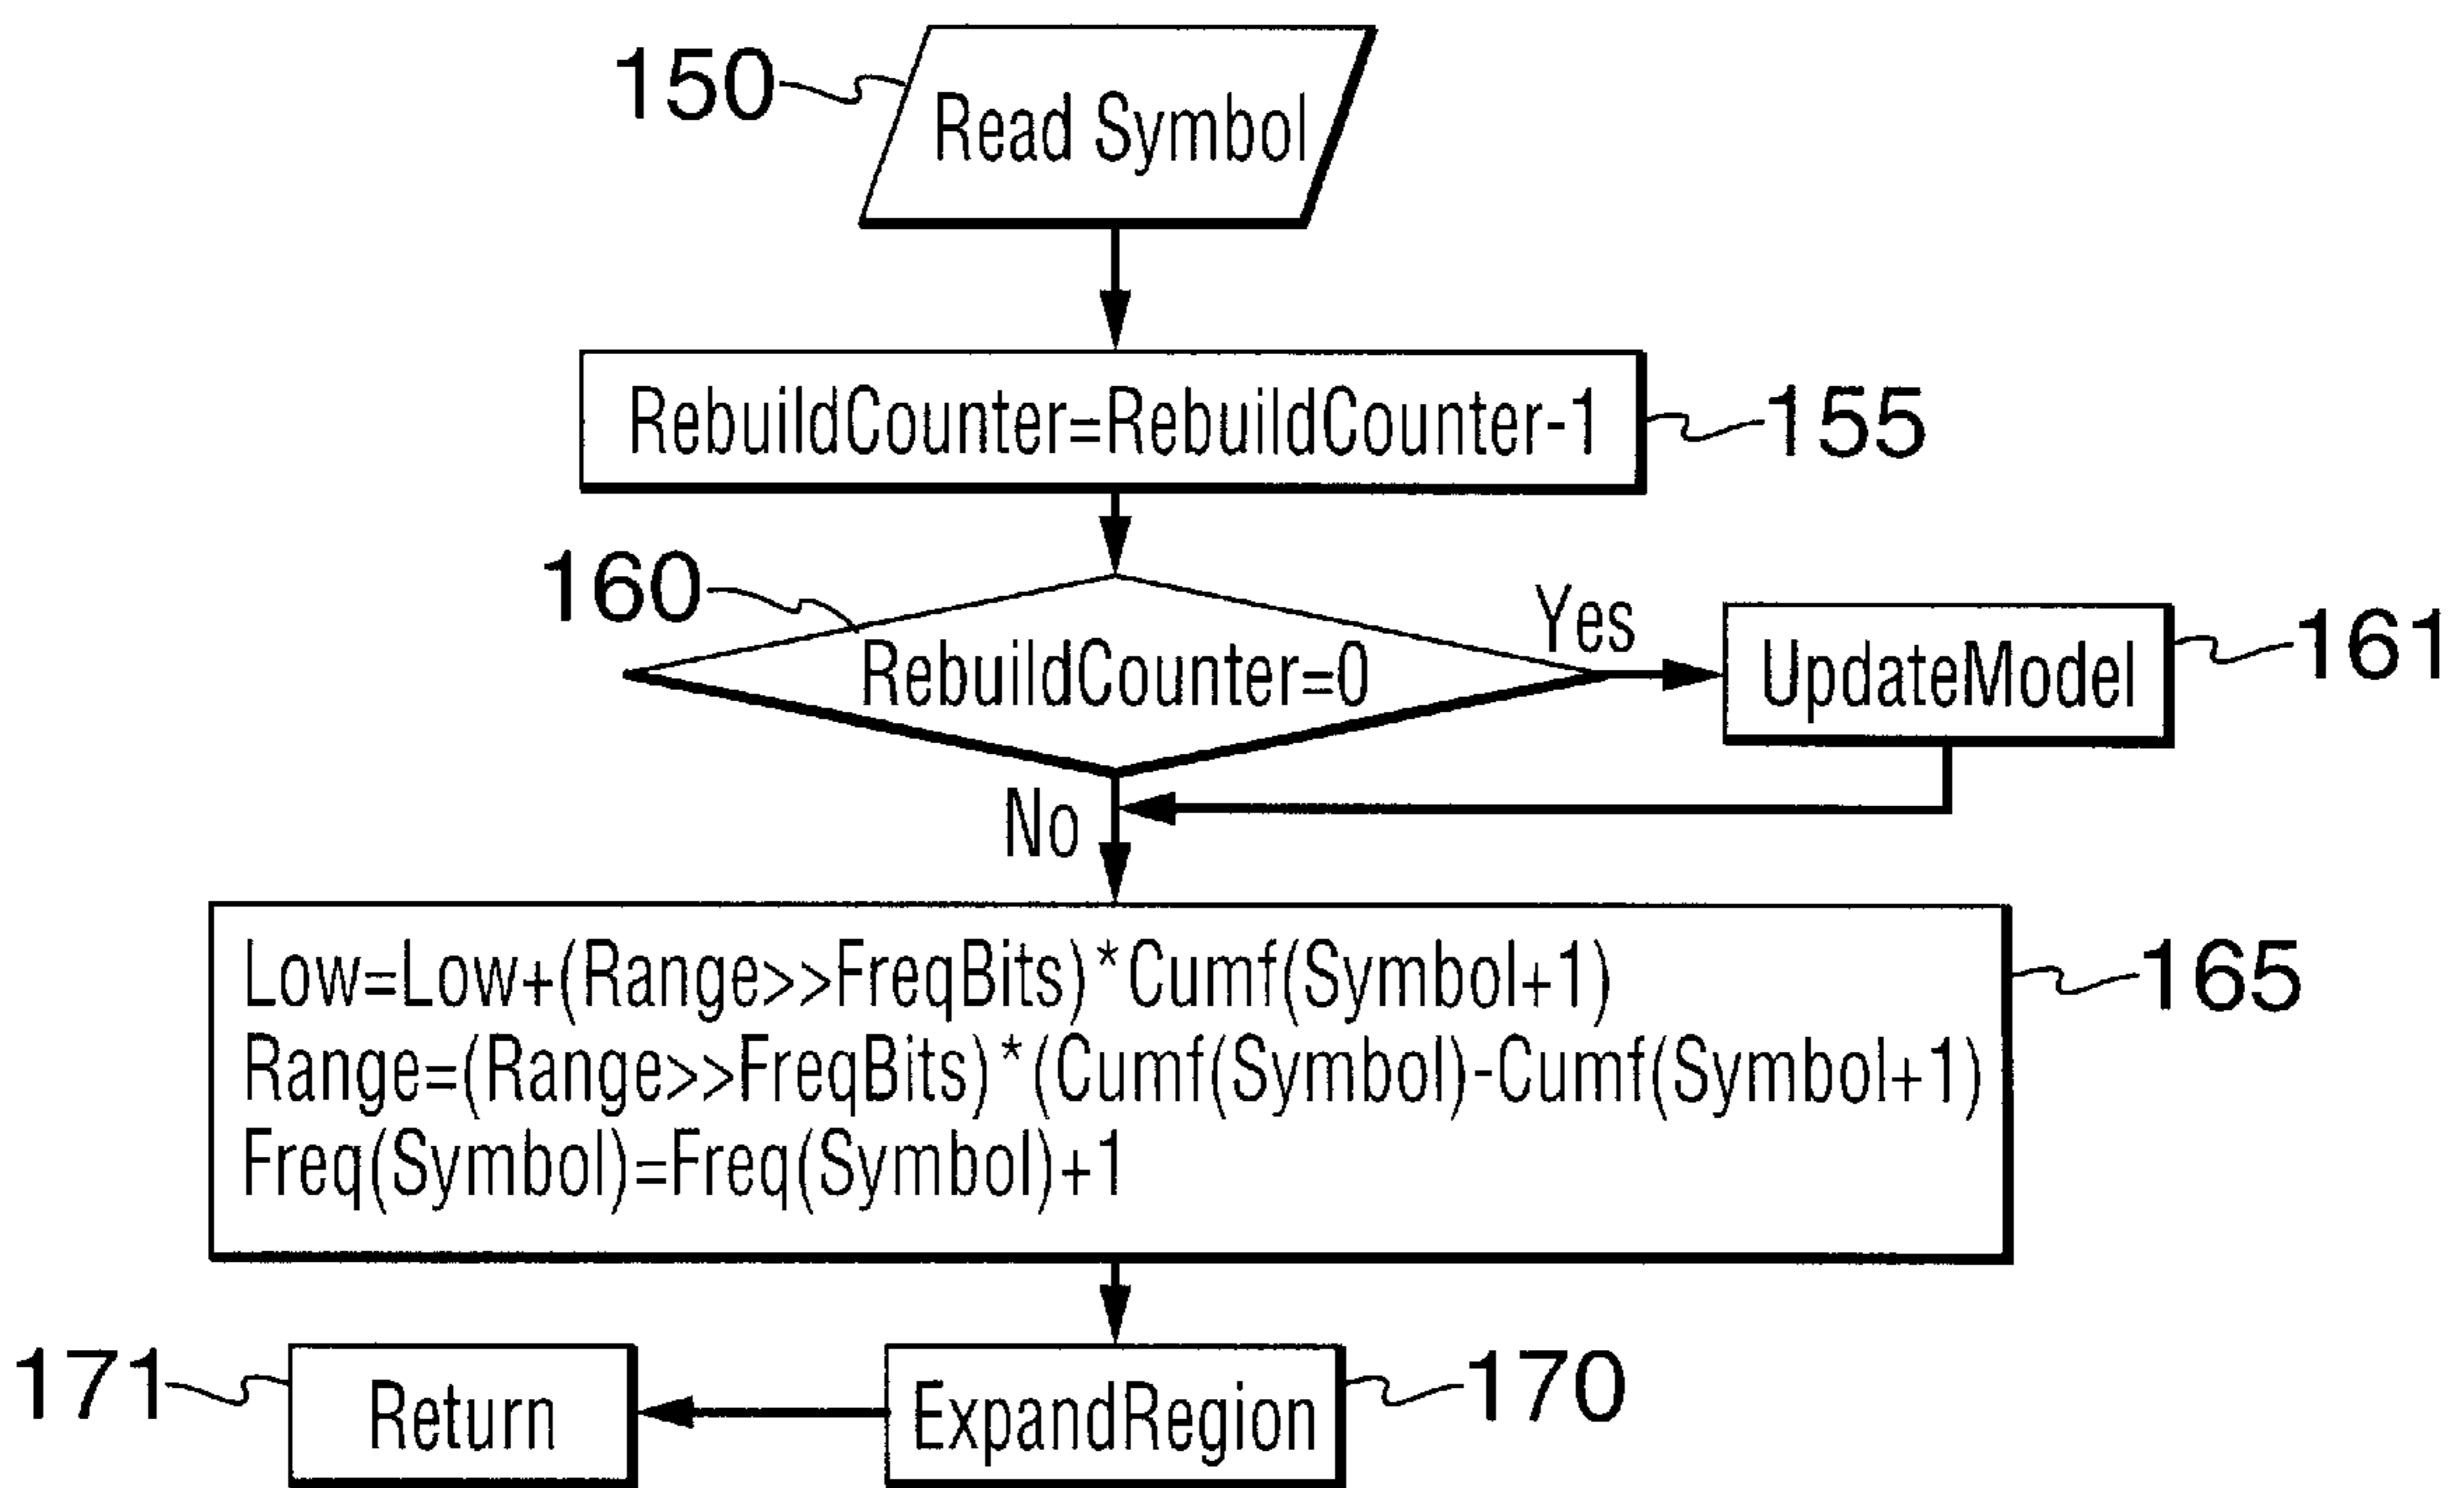 150
Read Symbol
RebuildCounter=RebuildCounter-1
155
160
RebuildCounter=0
Yes
UpdateModel
161
No
Low=Low+(Range>>FreqBits)*Cumf(Symbol+1)
Range=(Range>>FreqBits)*(Cumf(Symbol)-Cumf(Symbol+1)
Freq(Symbol)=Freq(Symbol)+1
165
171
Return
ExpandRegion
170